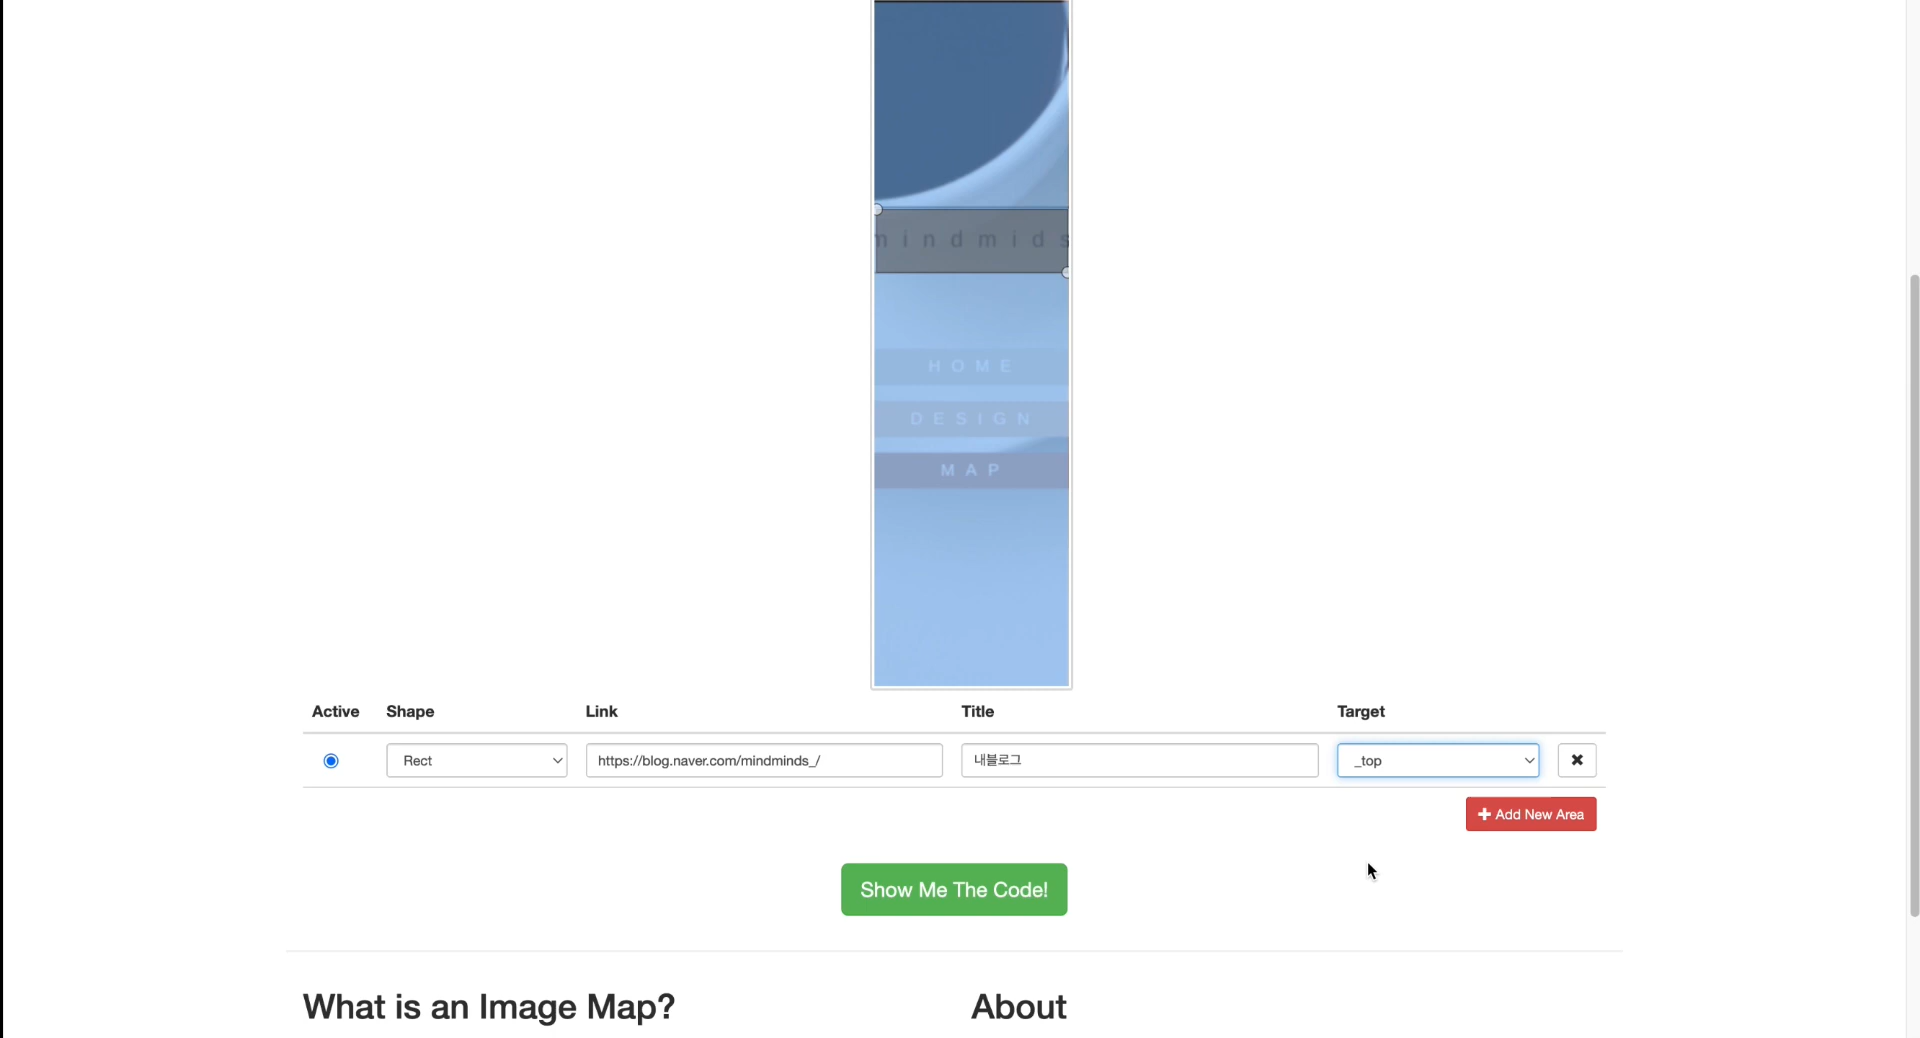 mindmids
HOME
DESIGN
MAP
Active Shape Link Title Target
Rect https://blog.naver.com/mindminds_/ 내블로그 _top
Add New Area
Show Me The Code!
What is an Image Map? About